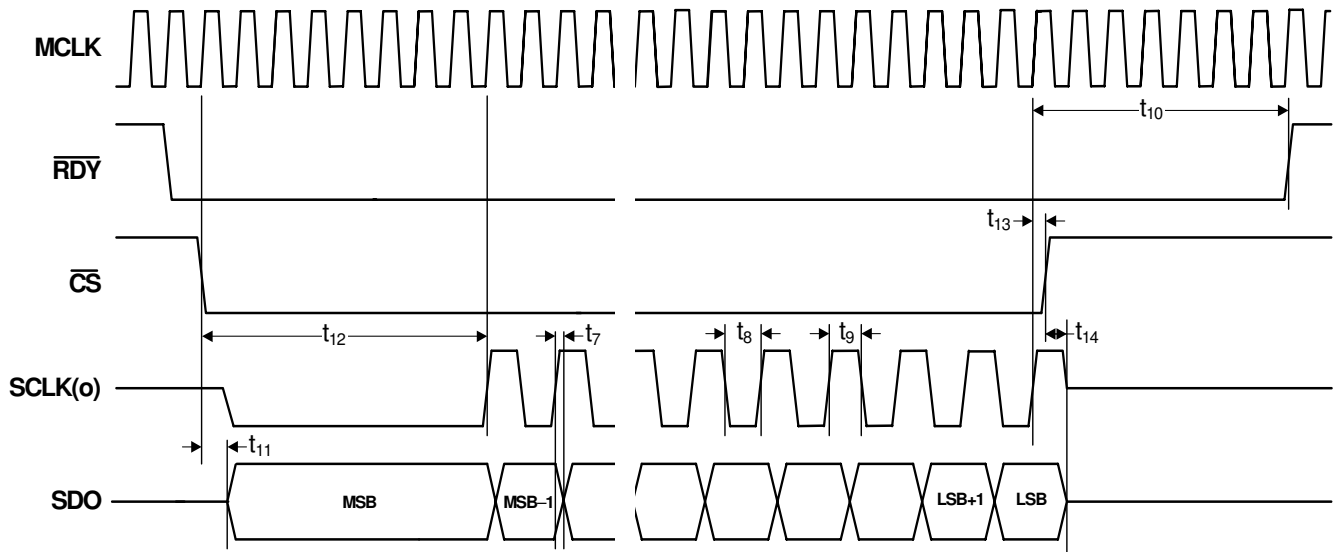 MCLK
t10
RDY
t13
CS
t12
t7
t8
t9
t14
SCLK(o)
t11
SDO
MSB
MSB–1
LSB+1
LSB